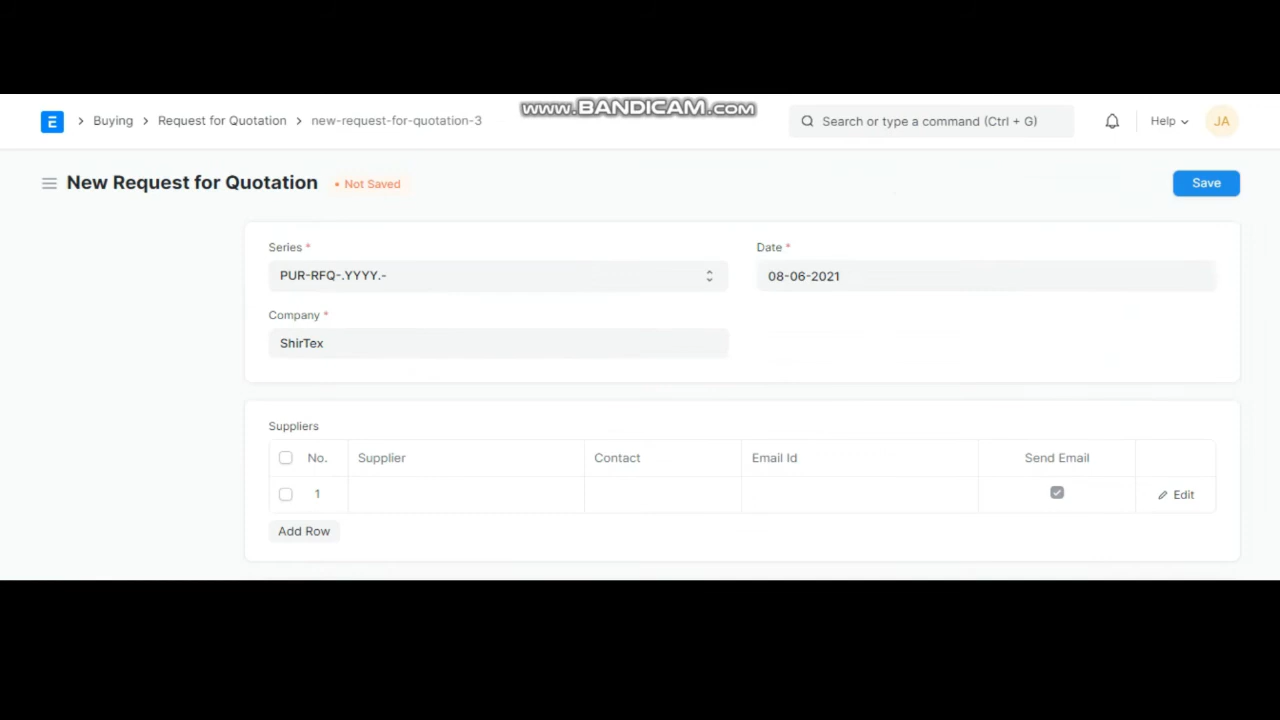 www.BANDICAM.com
E Buying Request for Quotation new-request-for-quotation-3 Search or type a command (Ctrl + G) Help JA
New Request for Quotation • Not Saved Save
Series * Date *
PUR-RFQ-.YYYY.- 08-06-2021
Company *
ShirTex
Suppliers
No. Supplier Contact Email Id Send Email
1 Edit
Add Row